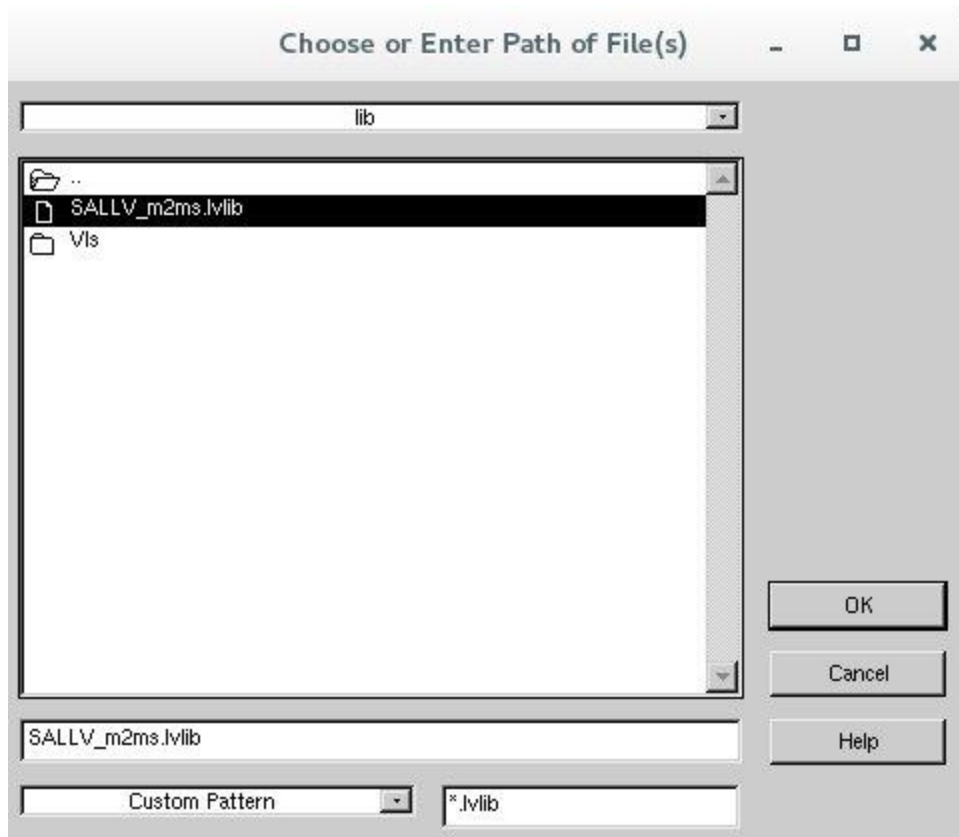 Choose or Enter Path of File(s)
lib
..
SALLV_m2ms.lvlib
VIs
OK
Cancel
SALLV_m2ms.lvlib
Help
Custom Pattern
*.lvlib